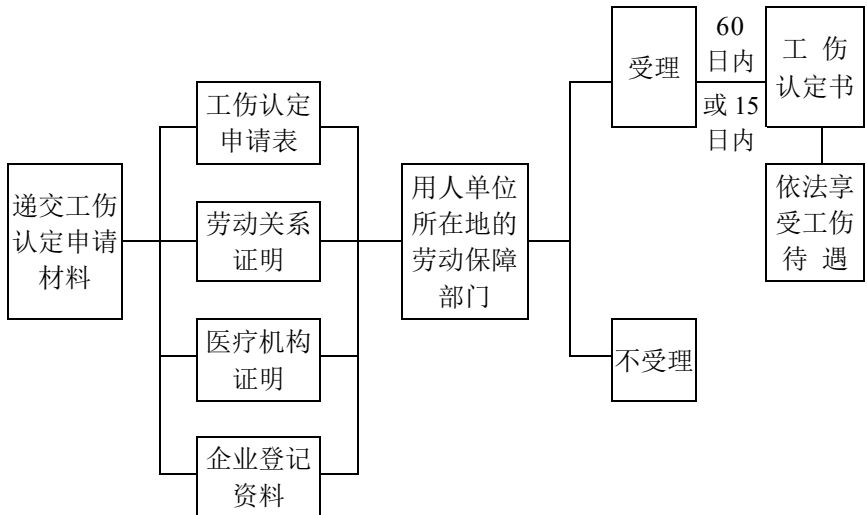 递交工伤
认定申请
材料
工伤认定
申请表
劳动关系
证明
医疗机构
证明
企业登记
资料
用人单位
所在地的
劳动保障
部门
受理
不受理
60
日内
或 15
日内
工 伤
认定书
依法享
受工伤
待 遇